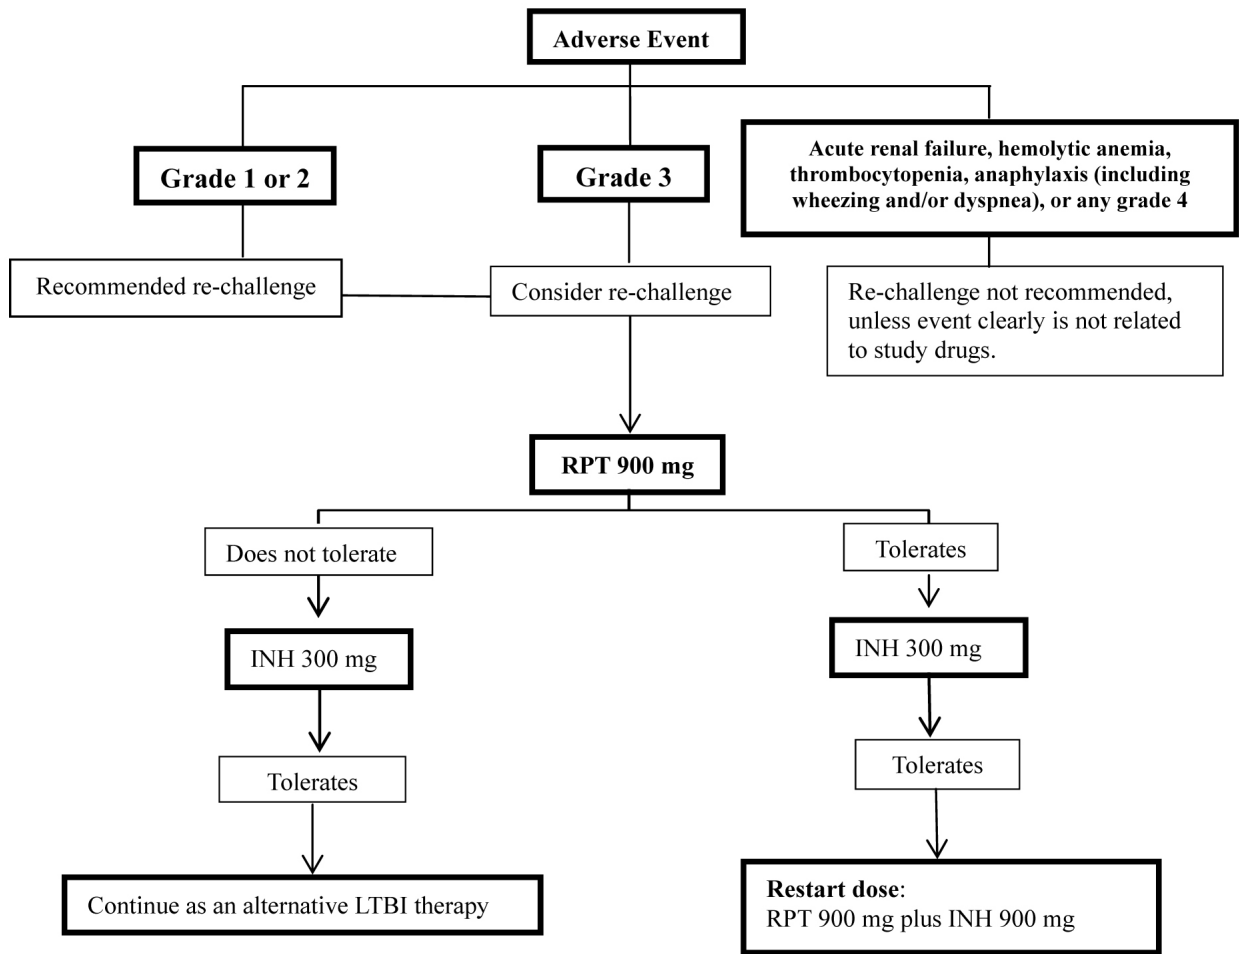 Adverse Event
Grade 1 or 2
Grade 3
Acute renal failure, hemolytic anemia,
thrombocytopenia, anaphylaxis (including
wheezing and/or dyspnea), or any grade 4
Recommended re-challenge
Consider re-challenge
Re-challenge not recommended,
unless event clearly is not related
to study drugs.
RPT 900 mg
Does not tolerate
Tolerates
INH 300 mg
INH 300 mg
Tolerates
Tolerates
Continue as an alternative LTBI therapy
Restart dose:
RPT 900 mg plus INH 900 mg